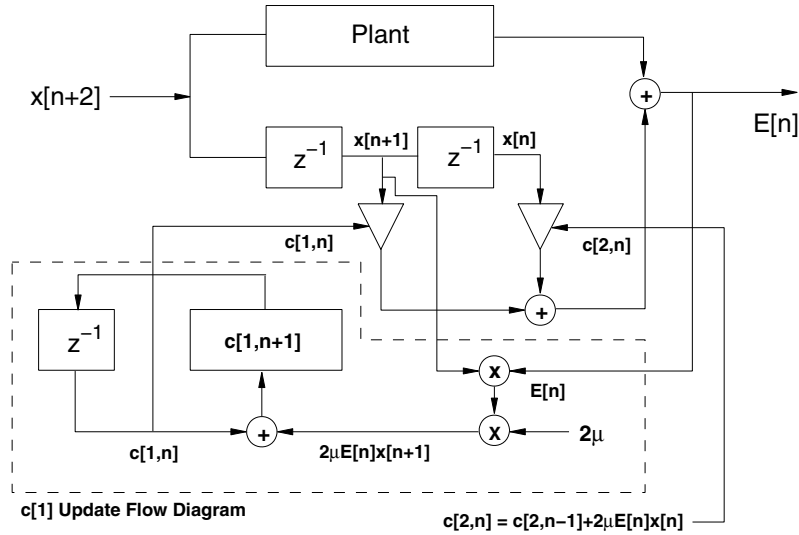 Plant
x[n+2]
+
E[n]
z⁻¹
x[n+1]
z⁻¹
x[n]
c[1,n]
c[2,n]
+
z⁻¹
c[1,n+1]
x
E[n]
c[1,n]
+
2μE[n]x[n+1]
x
2μ
c[1] Update Flow Diagram
c[2,n] = c[2,n−1]+2μE[n]x[n]